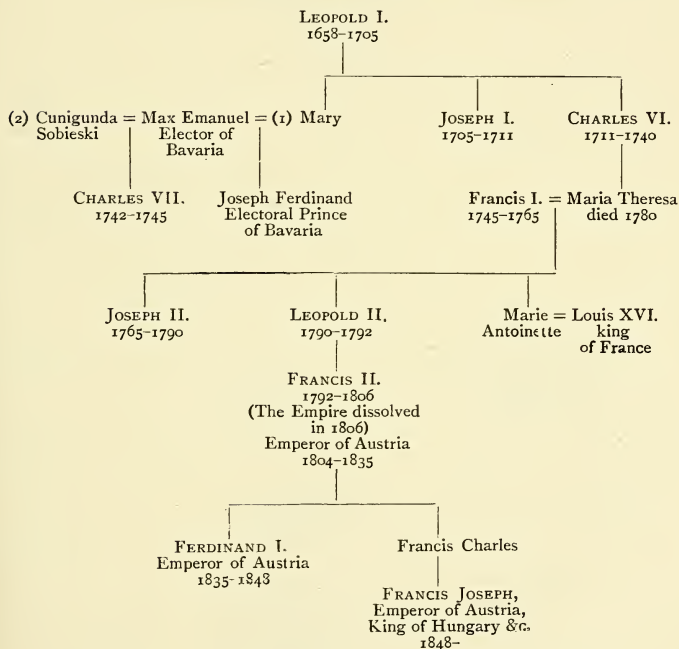 LEOPOLD I.
1658-1705
(2) Cunigunda = Max Emanuel = (1) Mary
Sobieski
Elector of
Bavaria
JOSEPH I.
1705-1711
CHARLES VI.
1711-1740
CHARLES VII.
1742-1745
Joseph Ferdinand
Electoral Prince
of Bavaria
Francis I. = Maria Theresa
1745-1765
died 1780
JOSEPH II.
1765-1790
LEOPOLD II.
1790-1792
Marie = Louis XVI.
Antoinette
king
of France
FRANCIS II.
1792-1806
(The Empire dissolved
in 1806)
Emperor of Austria
1804-1835
FERDINAND I.
Emperor of Austria
1835-1848
Francis Charles
FRANCIS JOSEPH,
Emperor of Austria,
King of Hungary &c.
1848-